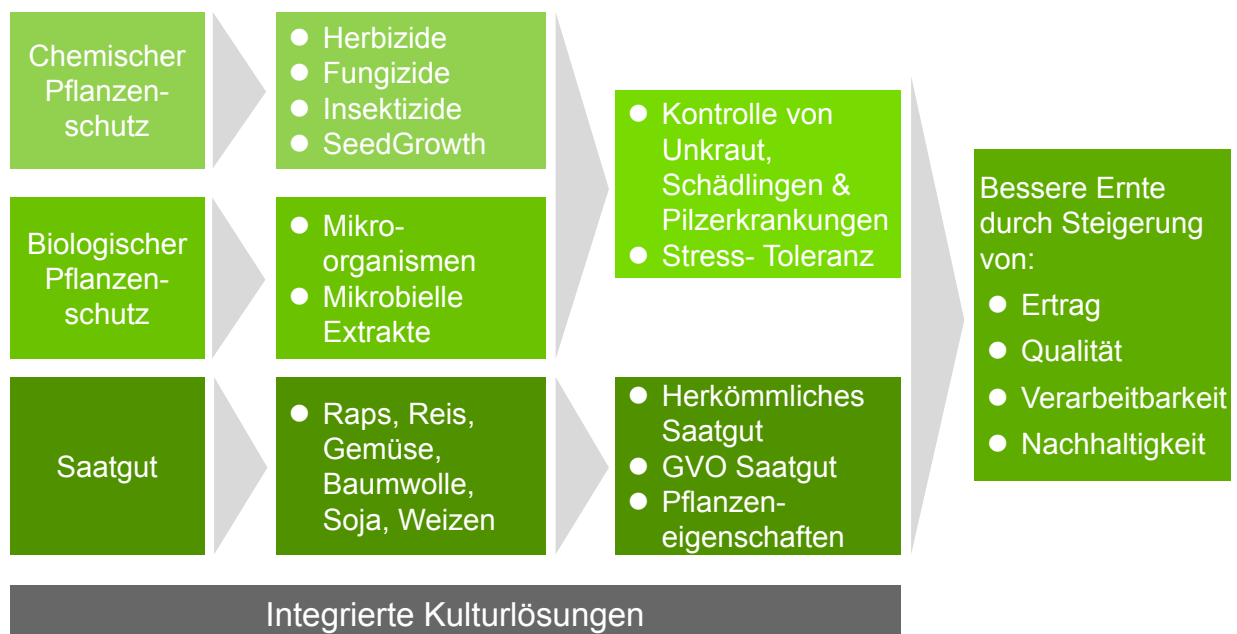 Chemischer
Pflanzen-
schutz
● Herbizide
● Fungizide
● Insektizide
● SeedGrowth
Biologischer
Pflanzen-
schutz
● Mikro-
organismen
● Mikrobielle
Extrakte
● Kontrolle von
Unkraut,
Schädlingen &
Pilzerkrankungen
● Stress- Toleranz
Saatgut
● Raps, Reis,
Gemüse,
Baumwolle,
Soja, Weizen
● Herkömmliches
Saatgut
● GVO Saatgut
● Pflanzen-
eigenschaften
Bessere Ernte
durch Steigerung
von:
● Ertrag
● Qualität
● Verarbeitbarkeit
● Nachhaltigkeit
Integrierte Kulturlösungen